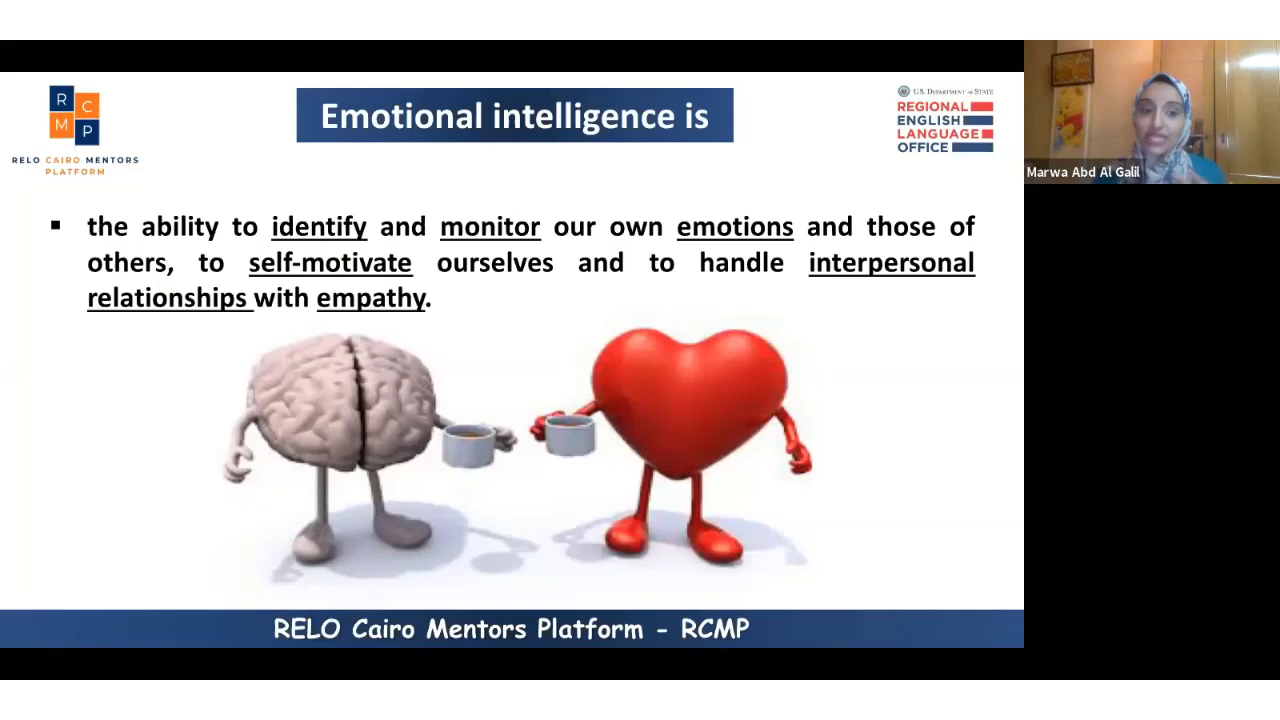 R C
M P
RELO CAIRO MENTORS
PLATFORM
Emotional intelligence is
U.S. DEPARTMENT OF STATE
REGIONAL
ENGLISH
LANGUAGE
OFFICE
Marwa Abd Al Galil
▪ the ability to identify and monitor our own emotions and those of
others, to self-motivate ourselves and to handle interpersonal
relationships with empathy.
RELO Cairo Mentors Platform - RCMP